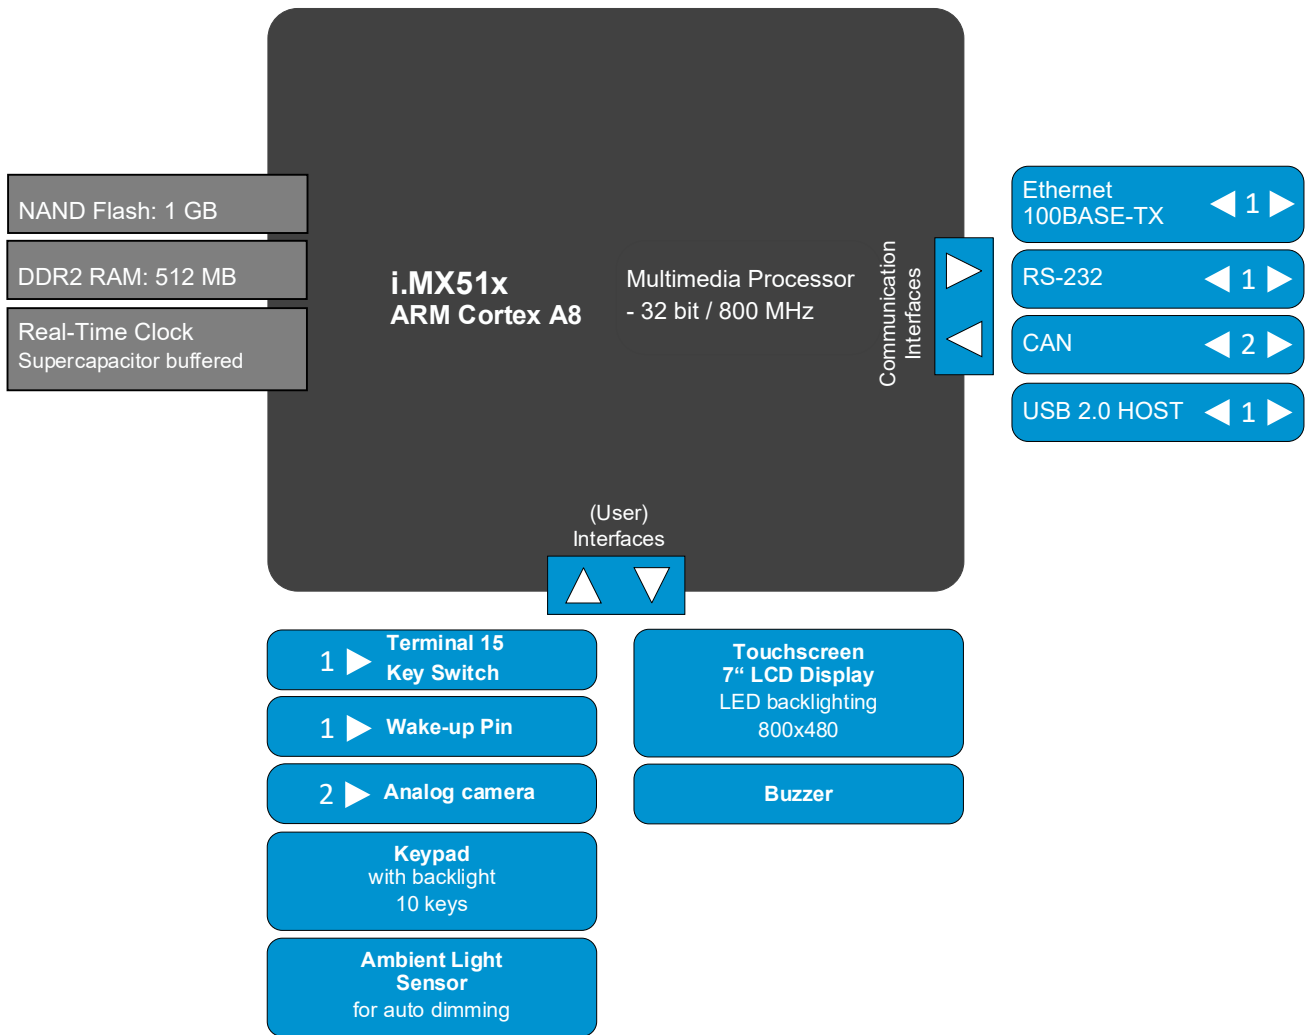 NAND Flash: 1 GB
DDR2 RAM: 512 MB
Real-Time Clock
Supercapacitor buffered
i.MX51x
ARM Cortex A8
Multimedia Processor
- 32 bit / 800 MHz
Communication
Interfaces
Ethernet
100BASE-TX
1
RS-232
1
CAN
2
USB 2.0 HOST
1
(User)
Interfaces
1
Terminal 15
Key Switch
1
Wake-up Pin
2
Analog camera
Keypad
with backlight
10 keys
Ambient Light
Sensor
for auto dimming
Touchscreen
7“ LCD Display
LED backlighting
800x480
Buzzer